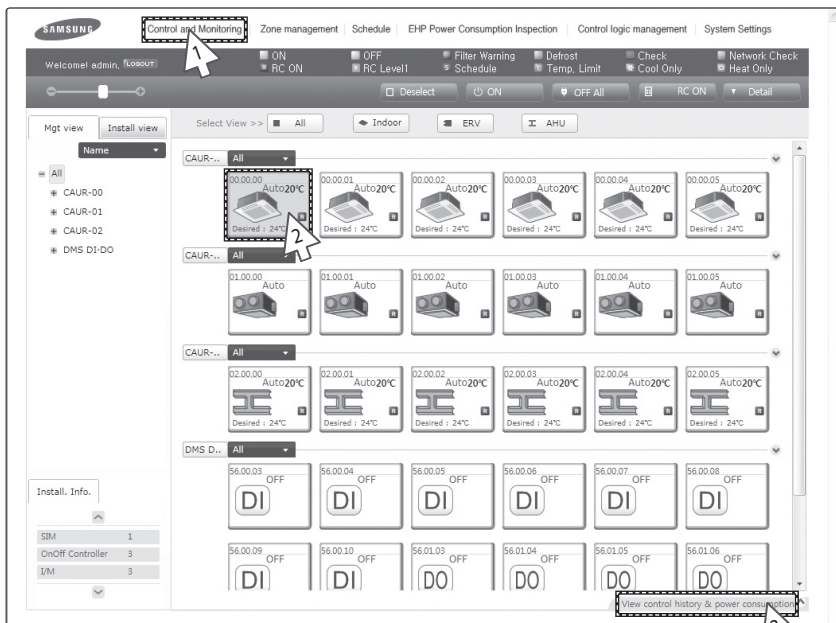 SAMSUNG Control and Monitoring Zone management Schedule EHP Power Consumption Inspection Control logic management System Settings
1
Welcome! admin, LOGOUT
ON OFF Filter Warning Defrost Check Network Check
RC ON RC Level1 S Schedule Temp. Limit Cool Only Heat Only
Deselect ON OFF All RC ON Detail
Mgt view Install view
Name
All
CAUR-00
CAUR-01
CAUR-02
DMS DI-DO
Select View >> All Indoor ERV AHU
CAUR-.. All
00.00.00 00.00.01 00.00.02 00.00.03 00.00.04 00.00.05
Auto20°C Auto20°C Auto20°C Auto20°C Auto20°C Auto20°C
R R R R R R
Desired : 24°C Desired : 24°C Desired : 24°C Desired : 24°C Desired : 24°C Desired : 24°C
2
CAUR-.. All
01.00.00 01.00.01 01.00.02 01.00.03 01.00.04 01.00.05
Auto Auto Auto Auto Auto Auto
R R R R R R
CAUR-.. All
02.00.00 02.00.01 02.00.02 02.00.03 02.00.04 02.00.05
Auto20°C Auto20°C Auto20°C Auto20°C Auto20°C Auto20°C
R R R R R R
Desired : 24°C Desired : 24°C Desired : 24°C Desired : 24°C Desired : 24°C Desired : 24°C
DMS D.. All
56.00.03 56.00.04 56.00.05 56.00.06 56.00.07 56.00.08
OFF OFF OFF OFF OFF OFF
DI DI DI DI DI DI
56.00.09 56.00.10 56.01.03 56.01.04 56.01.05 56.01.06
OFF OFF OFF OFF OFF OFF
DI DI DO DO DO DO
Install. Info.
SIM 1
OnOff Controller 3
I/M 3
View control history & power consumption